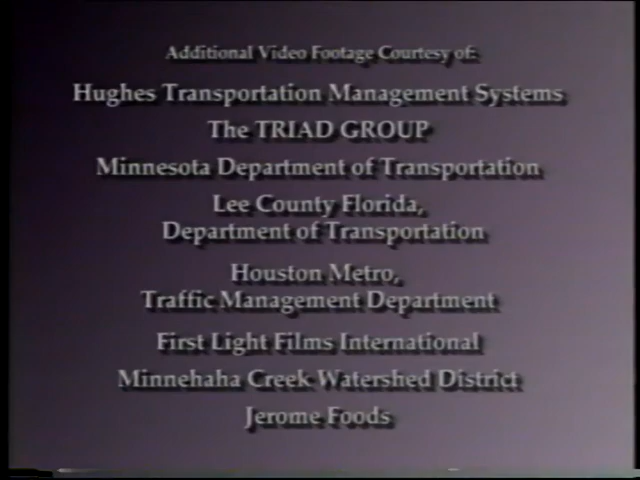 Additional Video Footage Courtesy of:
Hughes Transportation Management Systems
The TRIAD GROUP
Minnesota Department of Transportation
Lee County Florida,
Department of Transportation
Houston Metro,
Traffic Management Department
First Light Films International
Minnehaha Creek Watershed District
Jerome Foods